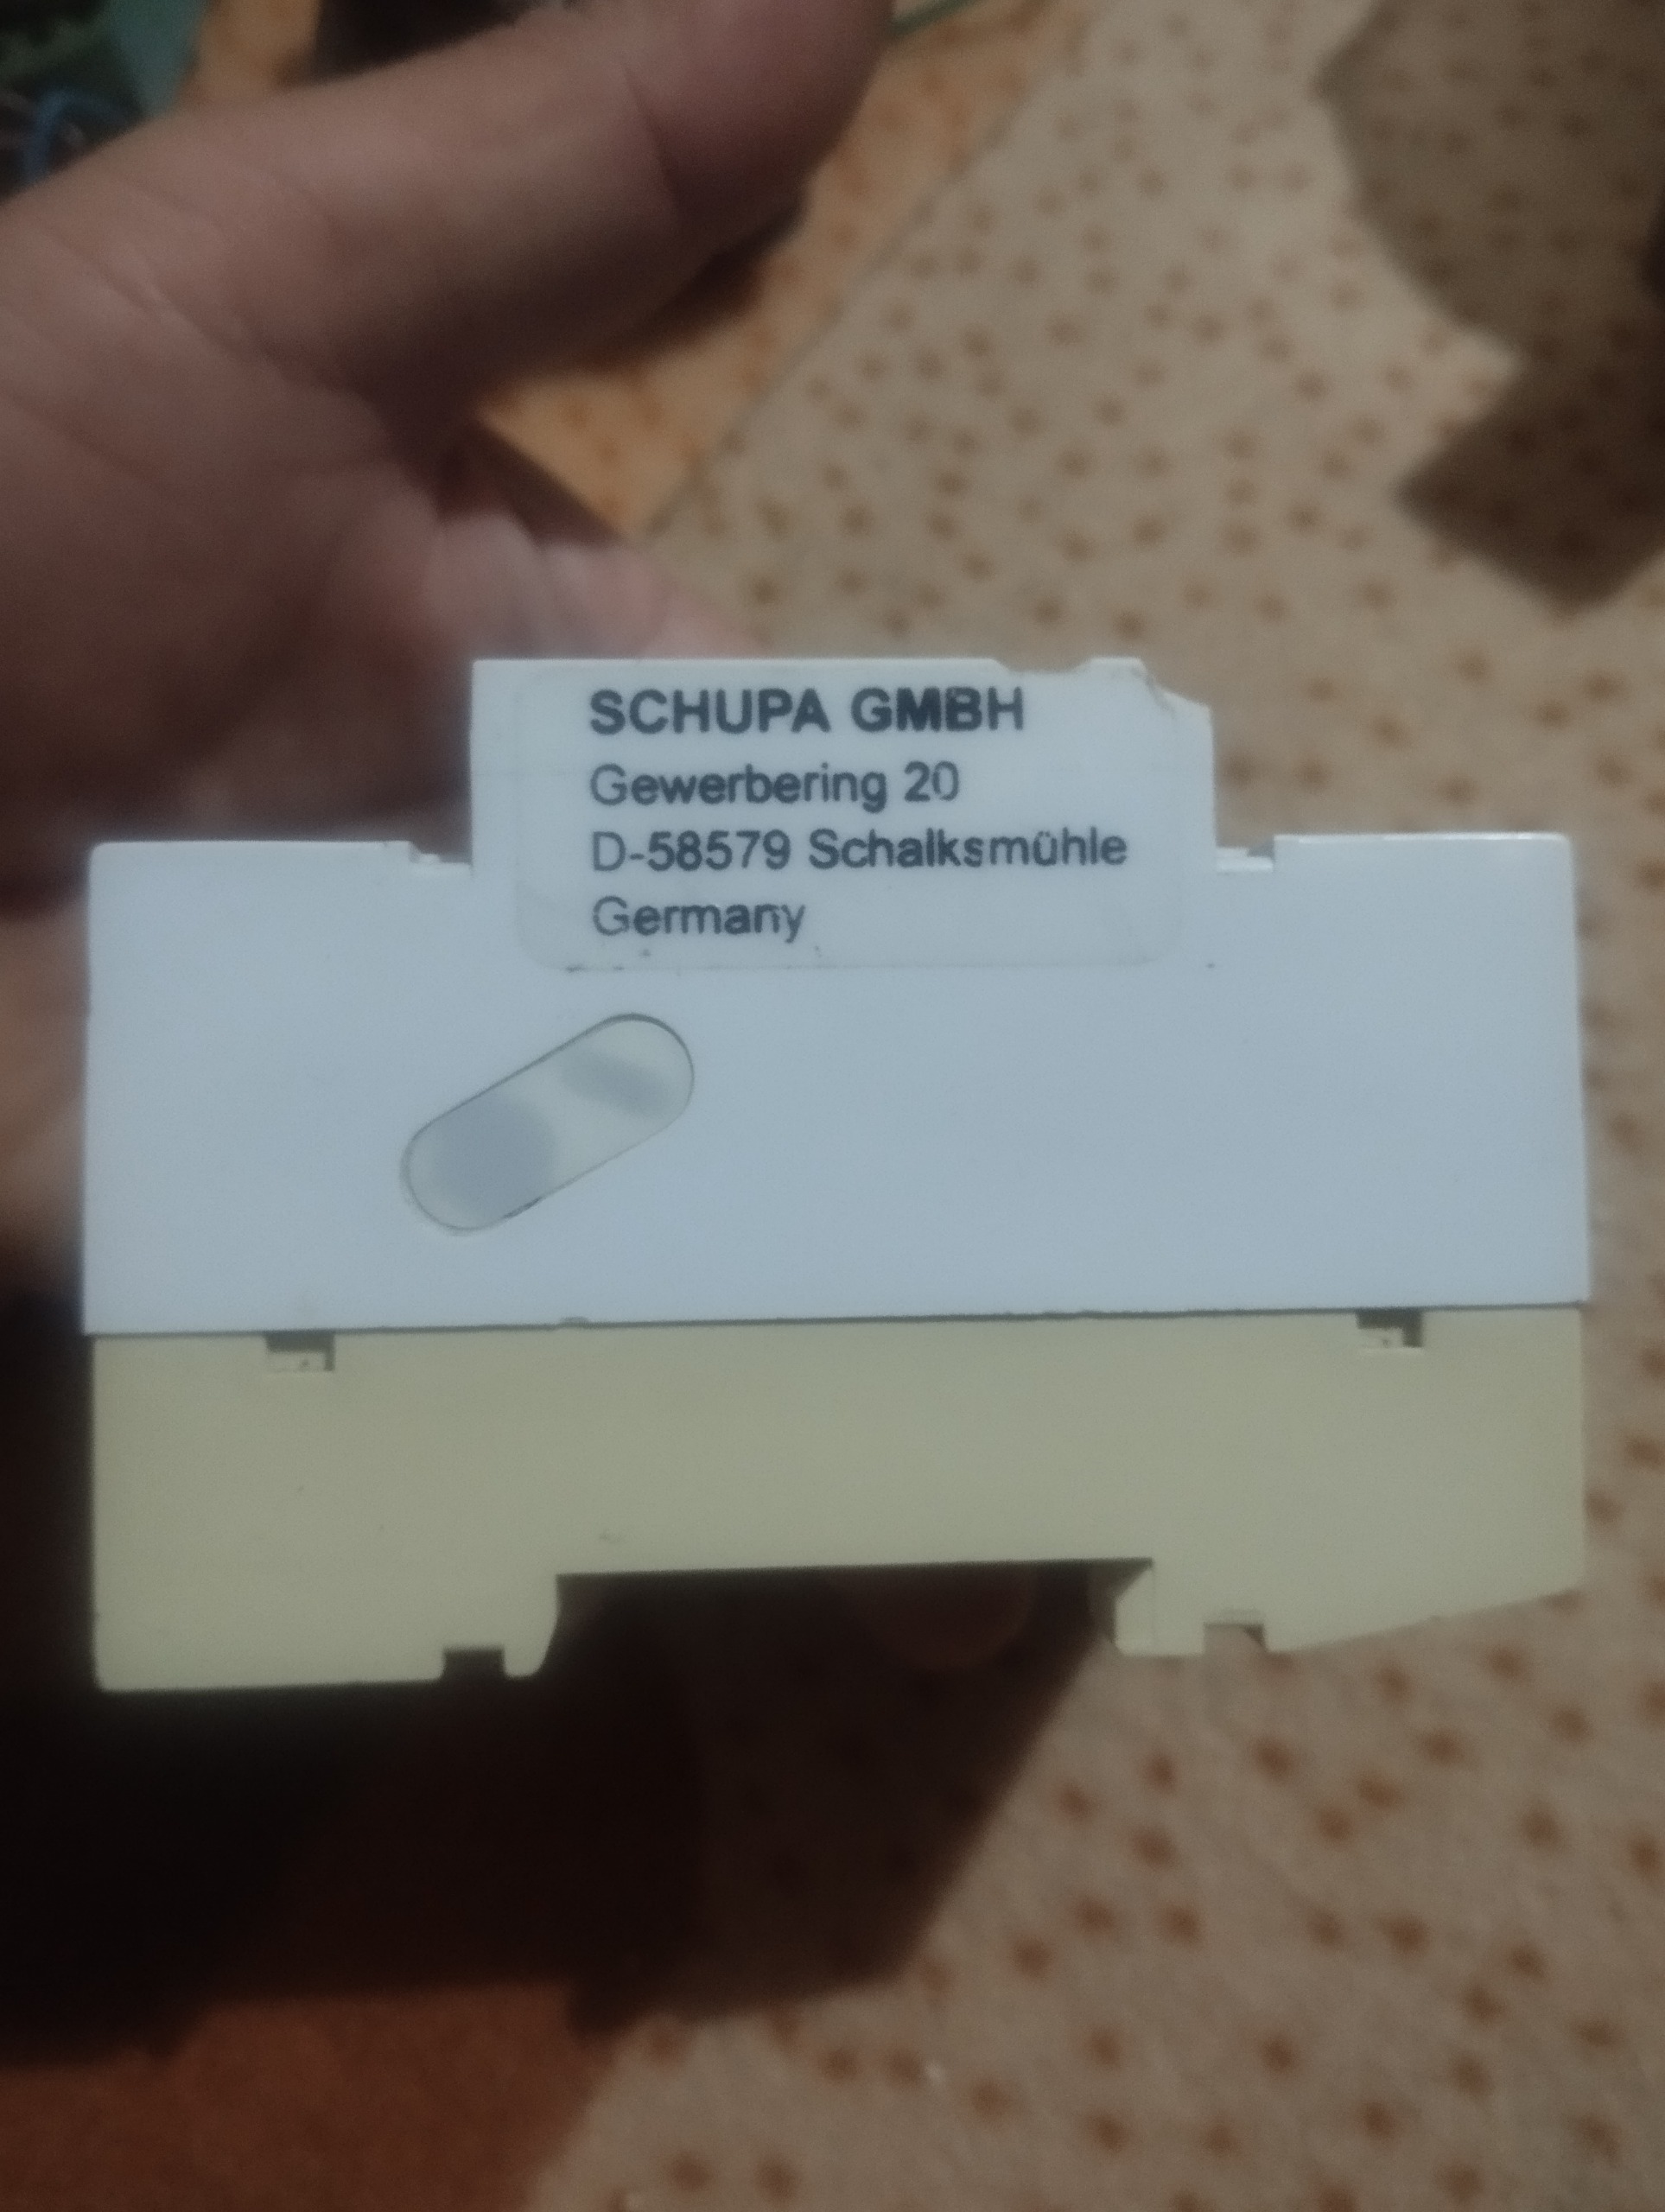 SCHUPA GMBH
Gewerbering 20
D-58579 Schalksmühle
Germany